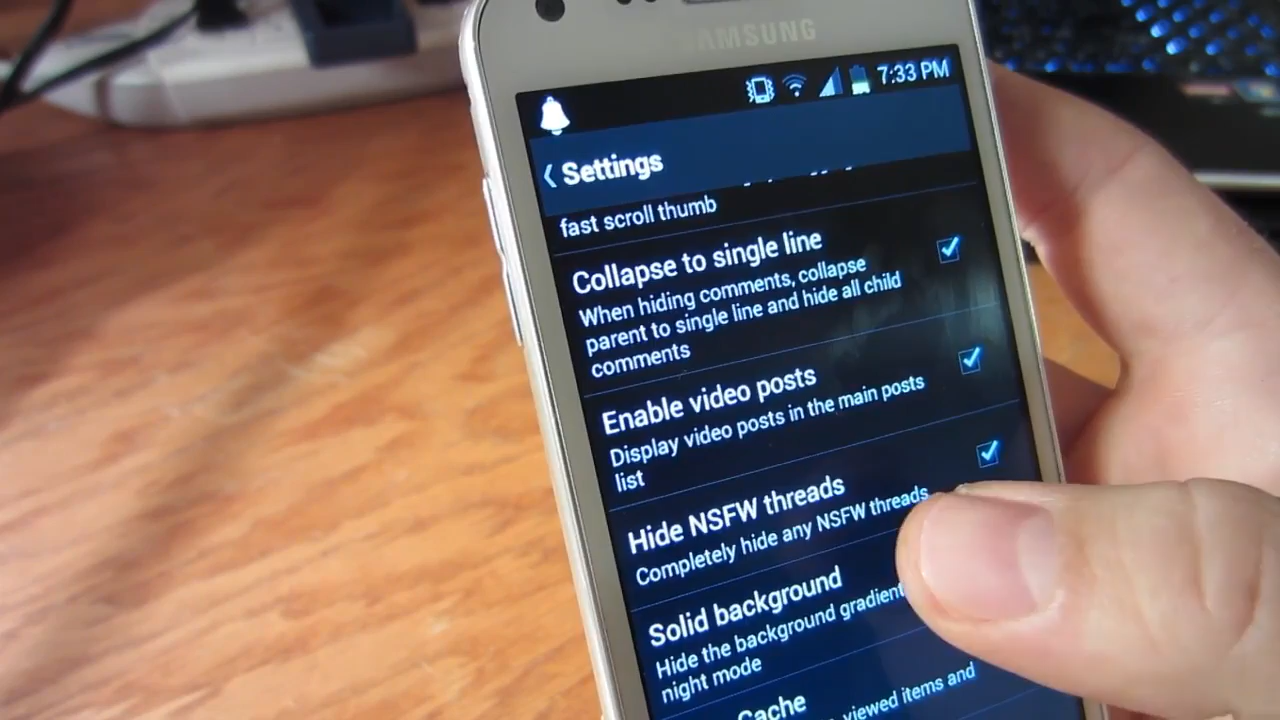 SAMSUNG
7:33 PM
Settings
fast scroll thumb
Collapse to single line
When hiding comments, collapse
parent to single line and hide all child
comments
Enable video posts
Display video posts in the main posts
list
Hide NSFW threads
Completely hide any NSFW threads
Solid background
Hide the background gradient
night mode
Cache
viewed items and